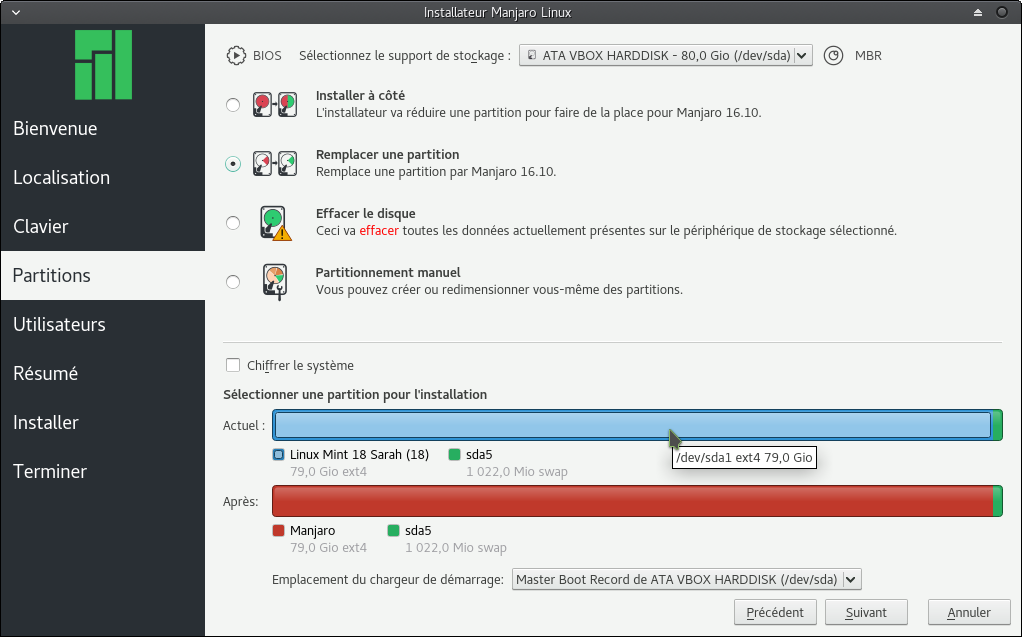 Installateur Manjaro Linux
Bienvenue
Localisation
Clavier
Partitions
Utilisateurs
Résumé
Installer
Terminer
BIOS Sélectionnez le support de stockage : ATA VBOX HARDDISK - 80,0 Gio (/dev/sda) MBR
Installer à côté
L'installateur va réduire une partition pour faire de la place pour Manjaro 16.10.
Remplacer une partition
Remplace une partition par Manjaro 16.10.
Effacer le disque
Ceci va effacer toutes les données actuellement présentes sur le périphérique de stockage sélectionné.
Partitionnement manuel
Vous pouvez créer ou redimensionner vous-même des partitions.
Chiffrer le système
Sélectionner une partition pour l'installation
Actuel :
Linux Mint 18 Sarah (18) sda5
79,0 Gio ext4 1 022,0 Mio swap
/dev/sda1 ext4 79,0 Gio
Après:
Manjaro sda5
79,0 Gio ext4 1 022,0 Mio swap
Emplacement du chargeur de démarrage: Master Boot Record de ATA VBOX HARDDISK (/dev/sda)
Précédent Suivant Annuler